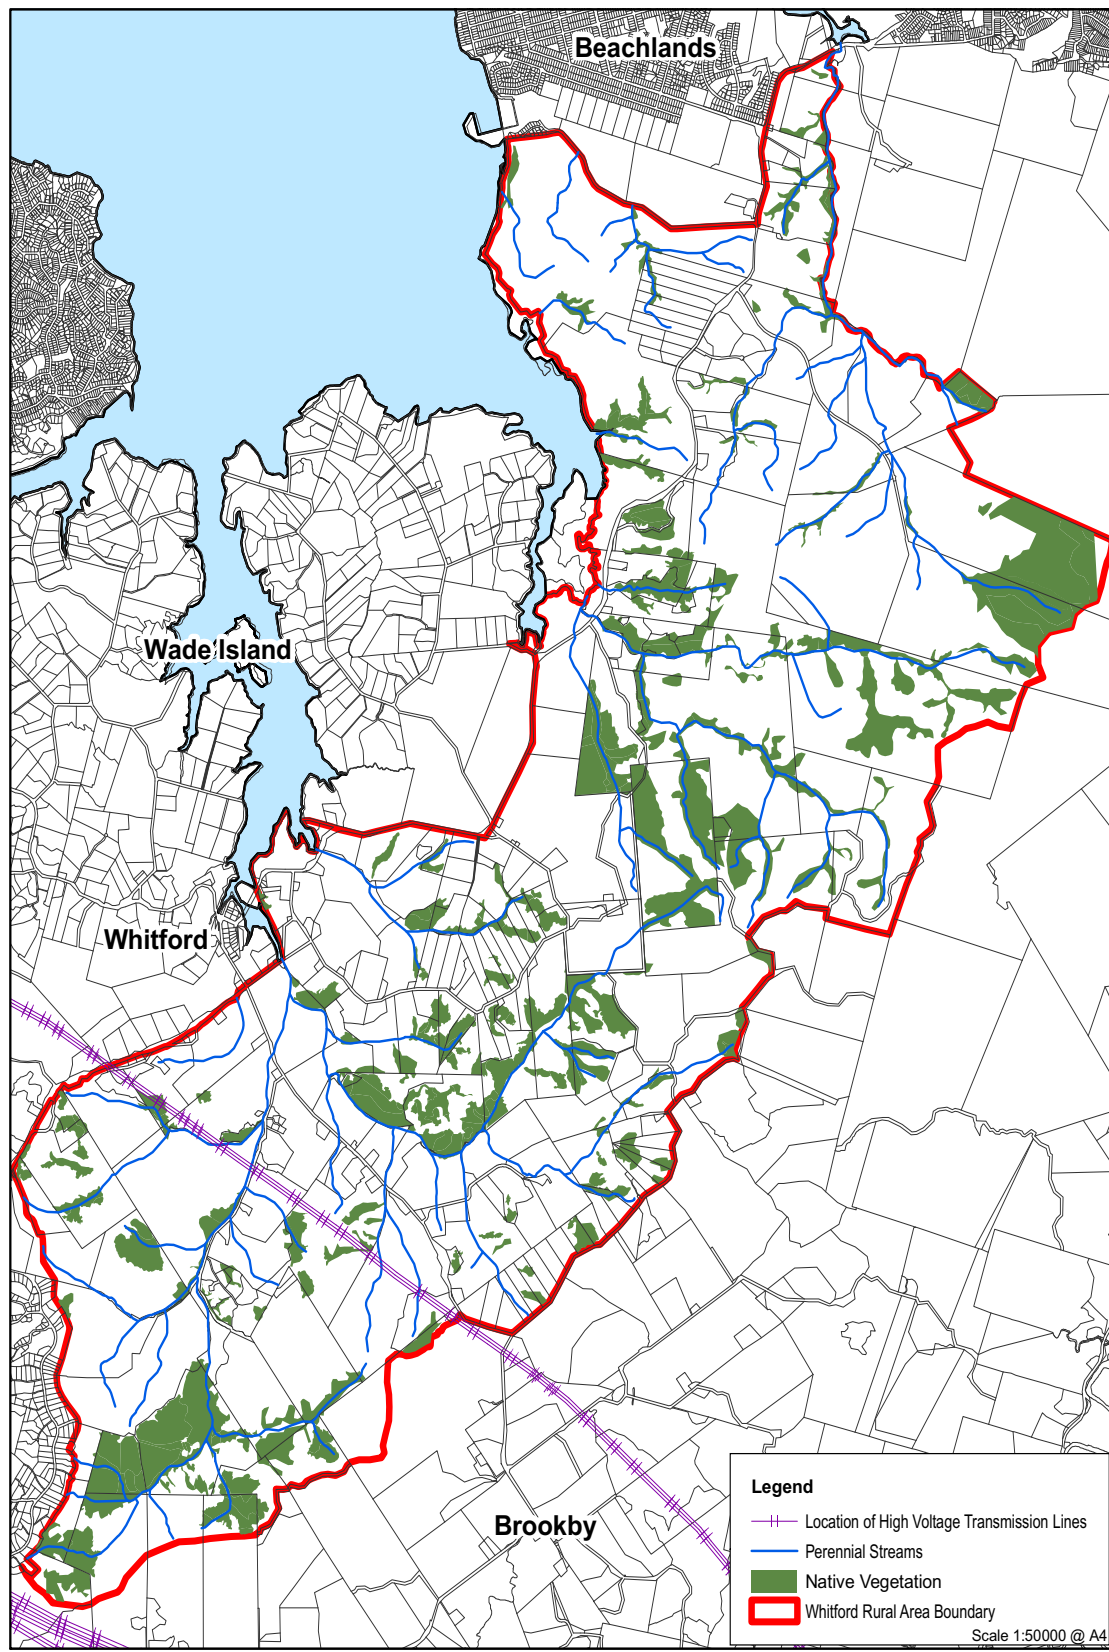 Beachlands
Wade Island
Whitford
Brookby
Legend
Location of High Voltage Transmission Lines
Perennial Streams
Native Vegetation
Whitford Rural Area Boundary
Scale 1:50000 @ A4